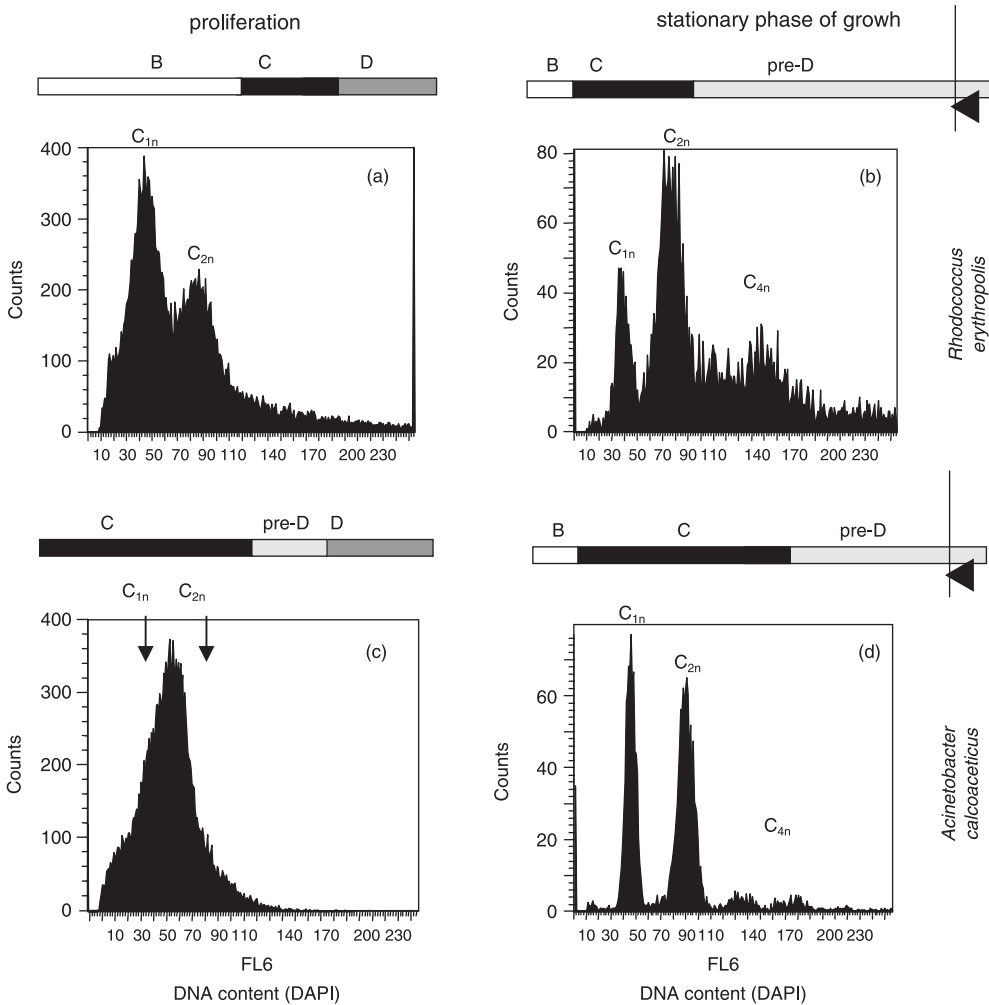 proliferation
stationary phase of growh
B C D
B C pre-D
C1n
C2n
(a)
400
300
200
100
0
Counts
10 30 50 70 90 110 140 170 200 230
C2n
C1n
C4n
(b)
80
60
40
20
0
Counts
10 30 50 70 90 110 140 170 200 230
Rhodococcus
erythropolis
C pre-D D
B C pre-D
C1n C2n
(c)
400
300
200
100
0
Counts
10 30 50 70 90 110 140 170 200 230
FL6
DNA content (DAPI)
C1n
C2n
C4n
(d)
60
40
20
0
Counts
10 30 50 70 90 110 140 170 200 230
FL6
DNA content (DAPI)
Acinetobacter
calcoaceticus